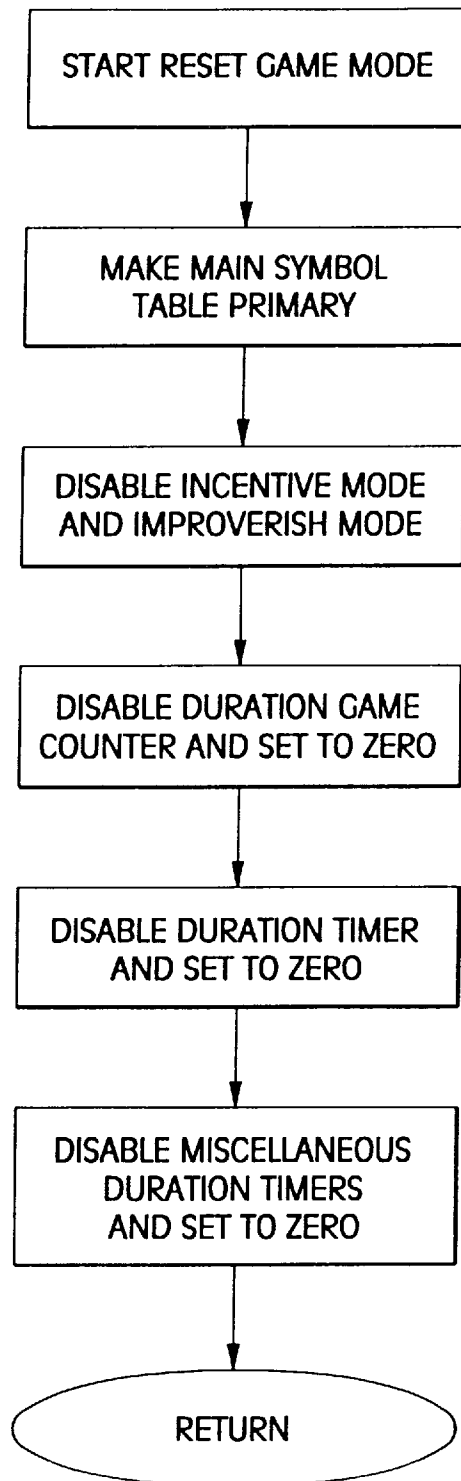 START RESET GAME MODE
MAKE MAIN SYMBOL
TABLE PRIMARY
DISABLE INCENTIVE MODE
AND IMPROVERISH MODE
DISABLE DURATION GAME
COUNTER AND SET TO ZERO
DISABLE DURATION TIMER
AND SET TO ZERO
DISABLE MISCELLANEOUS
DURATION TIMERS
AND SET TO ZERO
RETURN